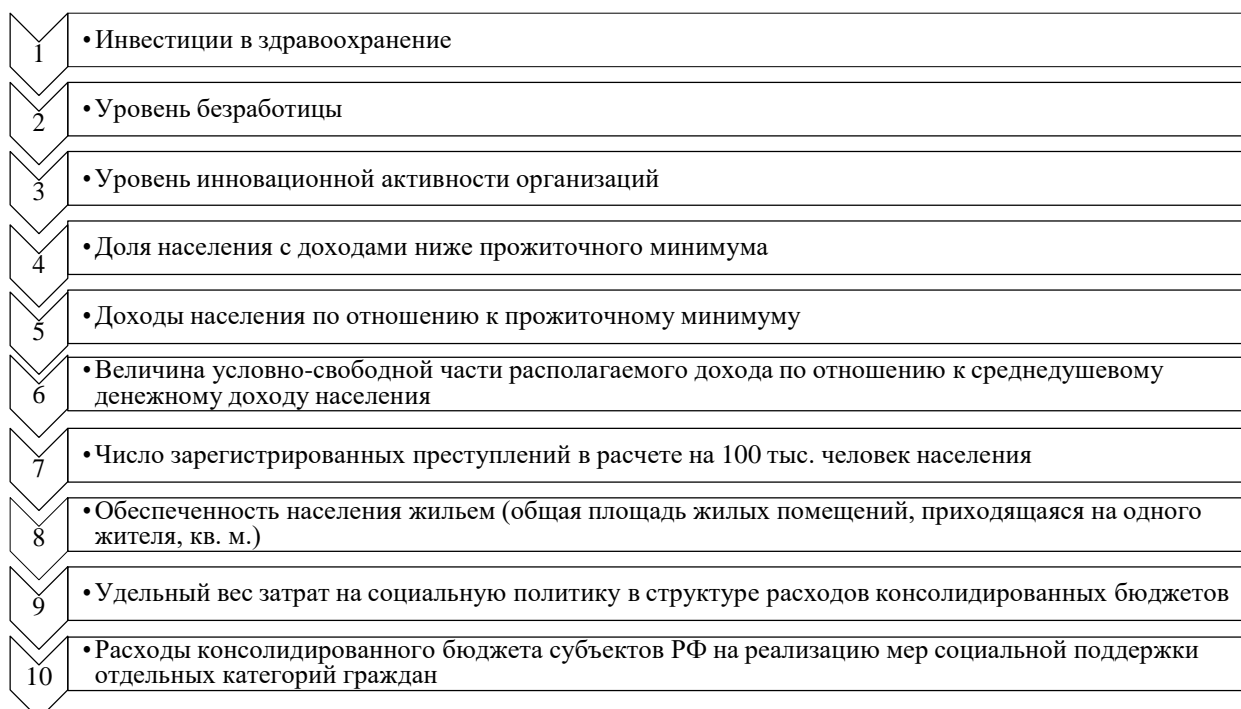 1
•Инвестиции в здравоохранение
2
•Уровень безработицы
3
•Уровень инновационной активности организаций
4
•Доля населения с доходами ниже прожиточного минимума
5
•Доходы населения по отношению к прожиточному минимуму
6
•Величина условно-свободной части располагаемого дохода по отношению к среднедушевому
денежному доходу населения
7
•Число зарегистрированных преступлений в расчете на 100 тыс. человек населения
8
•Обеспеченность населения жильем (общая площадь жилых помещений, приходящаяся на одного
жителя, кв. м.)
9
•Удельный вес затрат на социальную политику в структуре расходов консолидированных бюджетов
10
•Расходы консолидированного бюджета субъектов РФ на реализацию мер социальной поддержки
отдельных категорий граждан